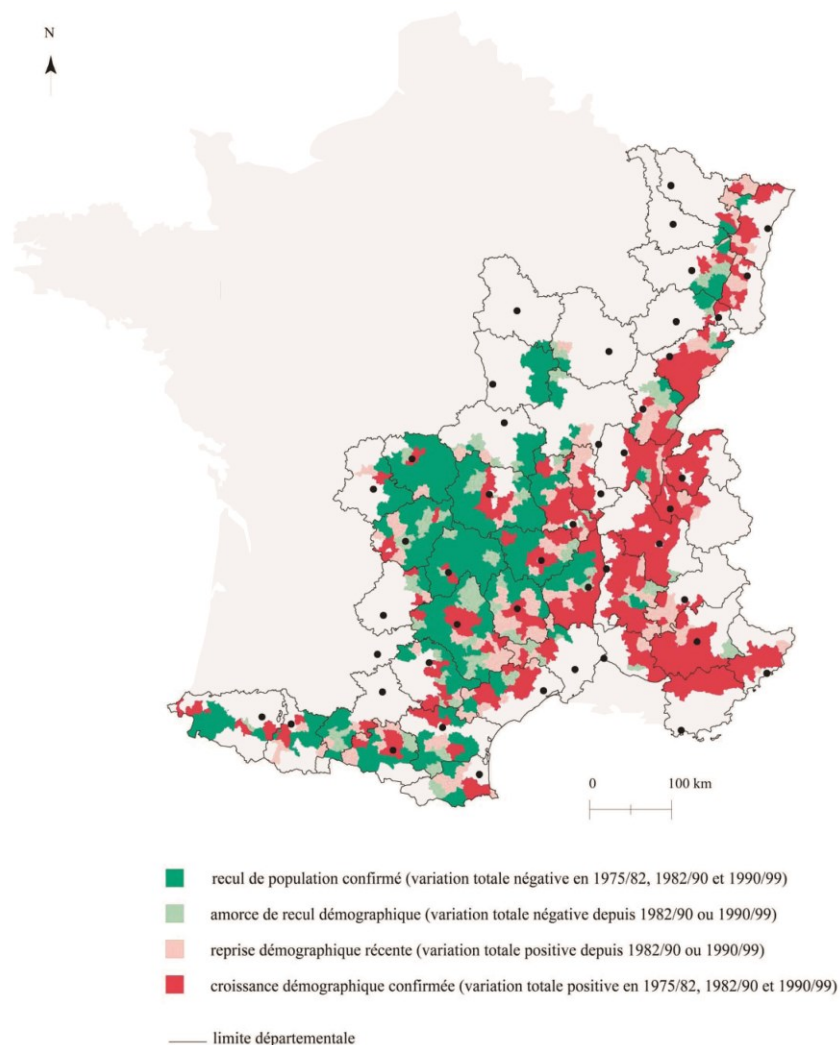 N
0 100 km
recul de population confirmé (variation totale négative en 1975/82, 1982/90 et 1990/99)
amorce de recul démographique (variation totale négative depuis 1982/90 ou 1990/99)
reprise démographique récente (variation totale positive depuis 1982/90 ou 1990/99)
croissance démographique confirmée (variation totale positive en 1975/82, 1982/90 et 1990/99)
limite départementale